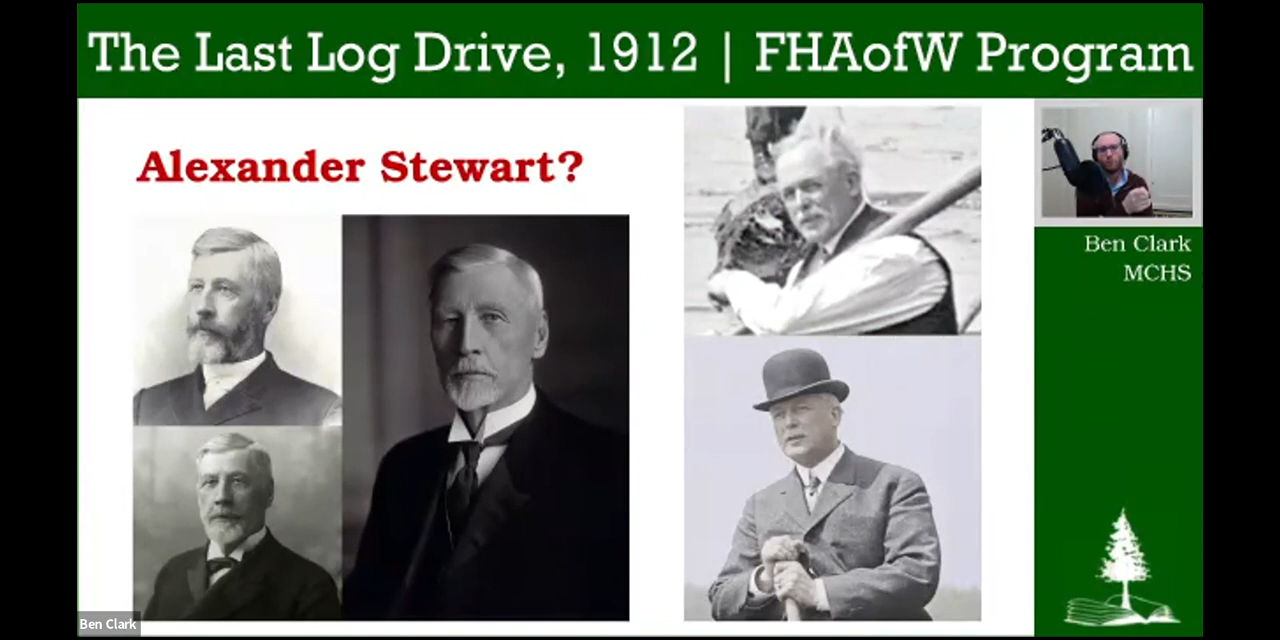 The Last Log Drive, 1912 | FHAofW Program
Alexander Stewart?
Ben Clark
MCHS
Ben Clark